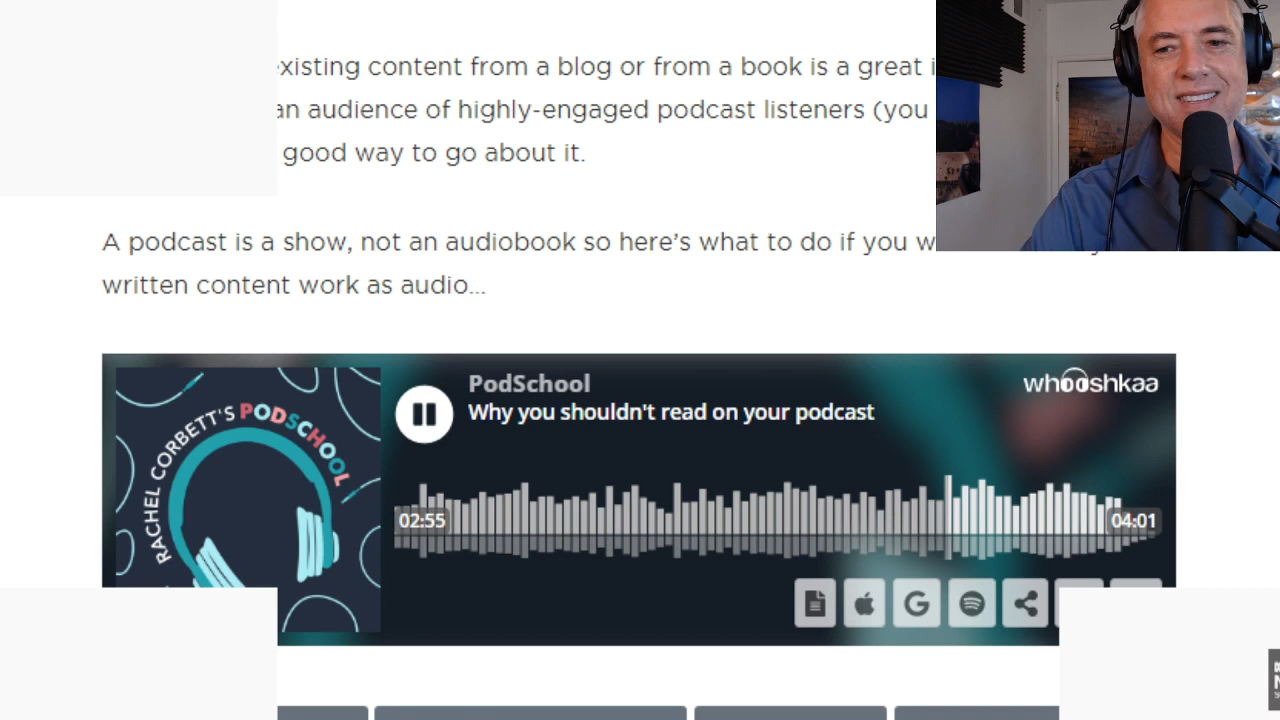 existing content from a blog or from a book is a great
an audience of highly-engaged podcast listeners (you
good way to go about it.
A podcast is a show, not an audiobook so here's what to do if you
written content work as audio...
RACHEL CORBETT'S PODSCHOOL
PodSchool
Why you shouldn't read on your podcast
whooshkaa
02:55
04:01